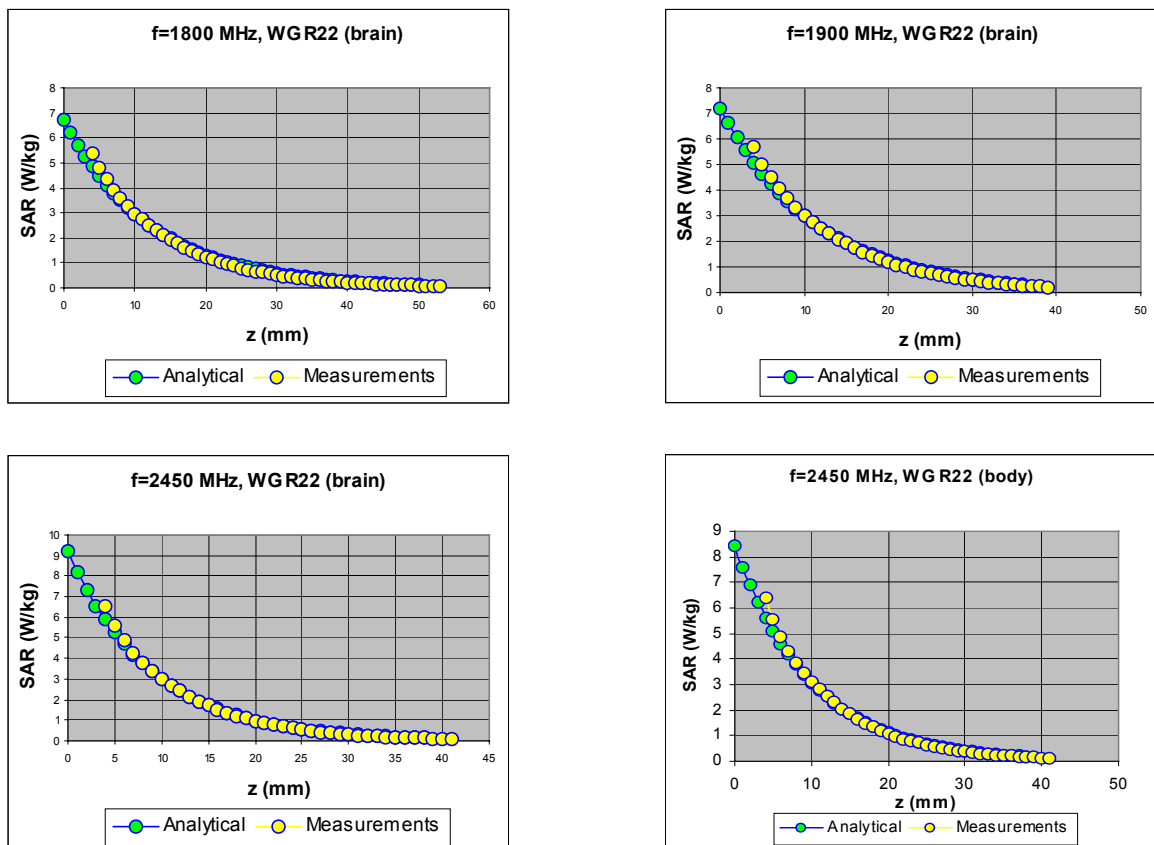 f=1800 MHz, WGR22 (brain)
8
7
6
5
4
3
2
1
0
SAR (W/kg)
0 10 20 30 40 50 60
z (mm)
Analytical Measurements
f=1900 MHz, WGR22 (brain)
8
7
6
5
4
3
2
1
0
SAR (W/kg)
0 10 20 30 40 50
z (mm)
Analytical Measurements
f=2450 MHz, WGR22 (brain)
10
9
8
7
6
5
4
3
2
1
0
SAR (W/kg)
0 5 10 15 20 25 30 35 40 45
z (mm)
Analytical Measurements
f=2450 MHz, WGR22 (body)
9
8
7
6
5
4
3
2
1
0
SAR (W/kg)
0 10 20 30 40 50
z (mm)
Analytical Measurements